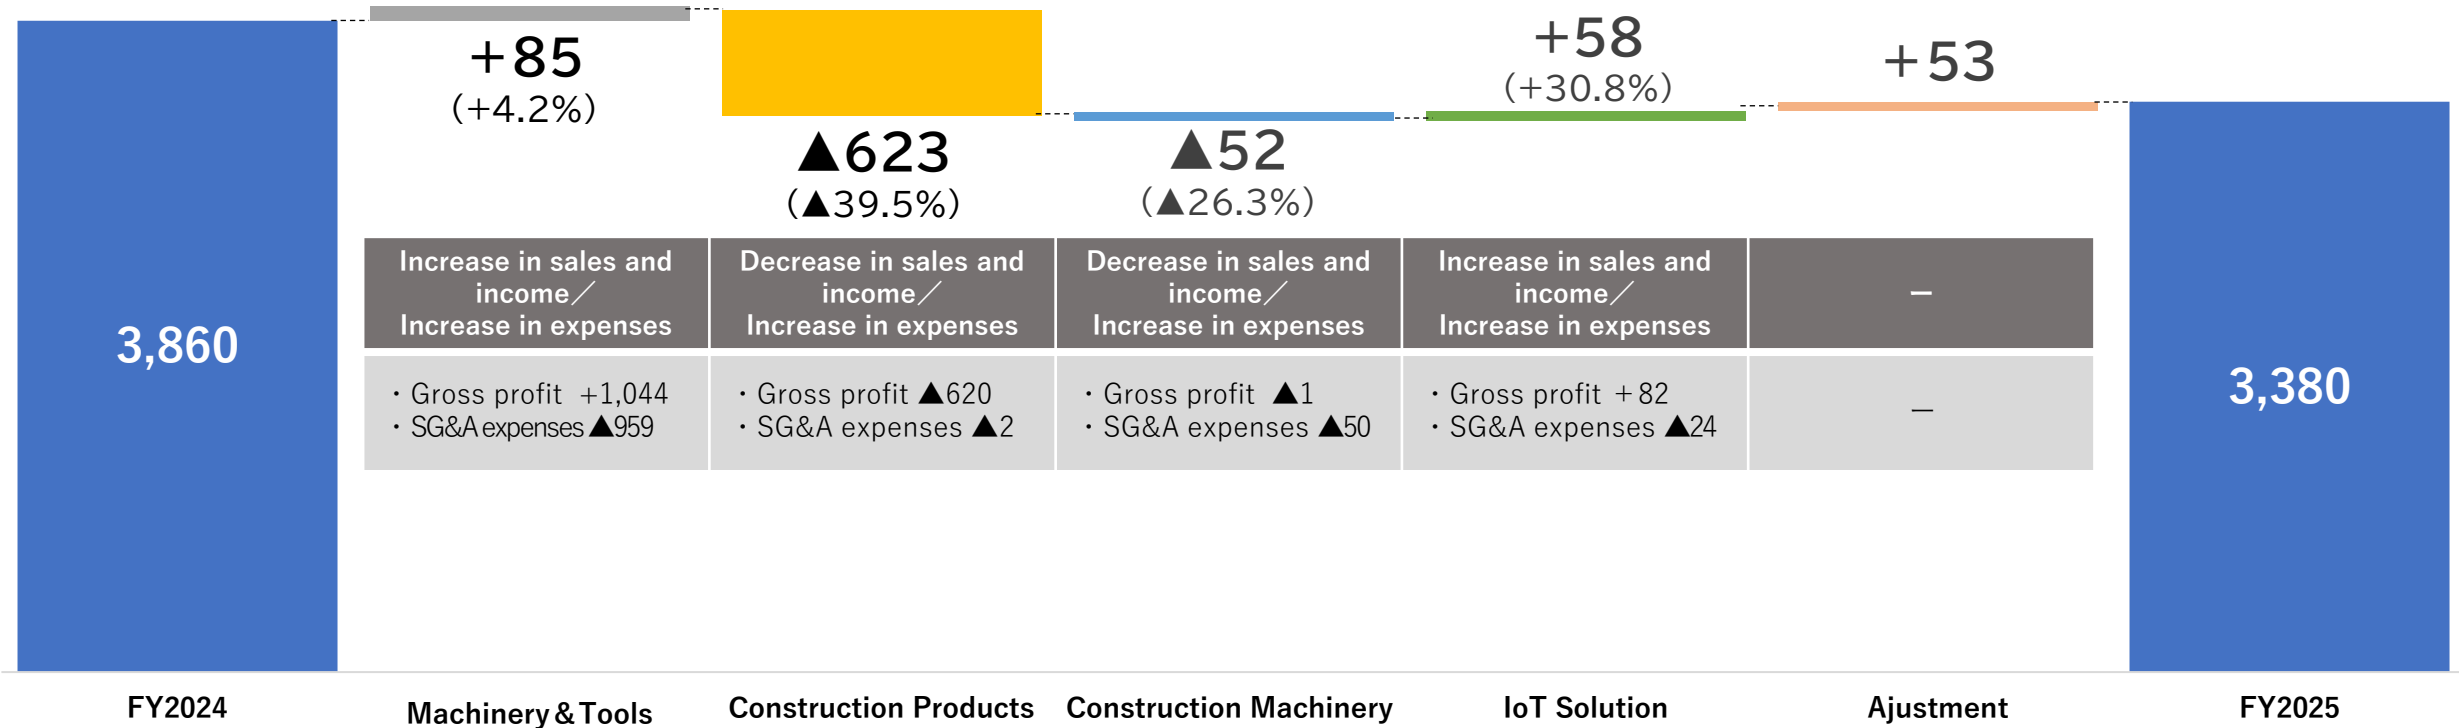 +85
(+4.2%)
▲623
(▲39.5%)
▲52
(▲26.3%)
+58
(+30.8%)
+53
3,860
Increase in sales and
income／
Increase in expenses
Decrease in sales and
income／
Increase in expenses
Decrease in sales and
income／
Increase in expenses
Increase in sales and
income／
Increase in expenses
–
・Gross profit +1,044
・SG&A expenses ▲959
・Gross profit ▲620
・SG&A expenses ▲2
・Gross profit ▲1
・SG&A expenses ▲50
・Gross profit +82
・SG&A expenses ▲24
–
3,380
FY2024
Machinery & Tools
Construction Products
Construction Machinery
IoT Solution
Ajustment
FY2025